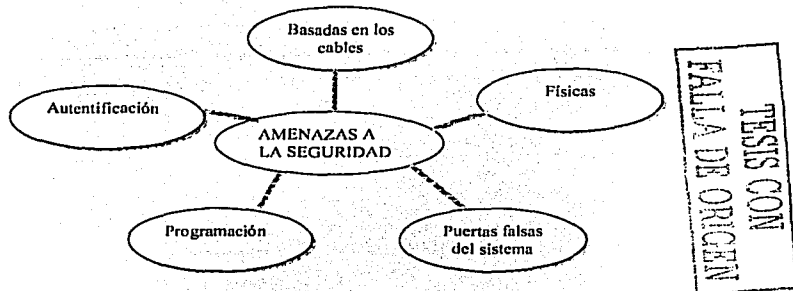 Basadas en los
cables
Físicas
Autentificación
AMENAZAS A
LA SEGURIDAD
Programación
Puertas falsas
del sistema
TESIS CON
FALLA DE ORIGEN